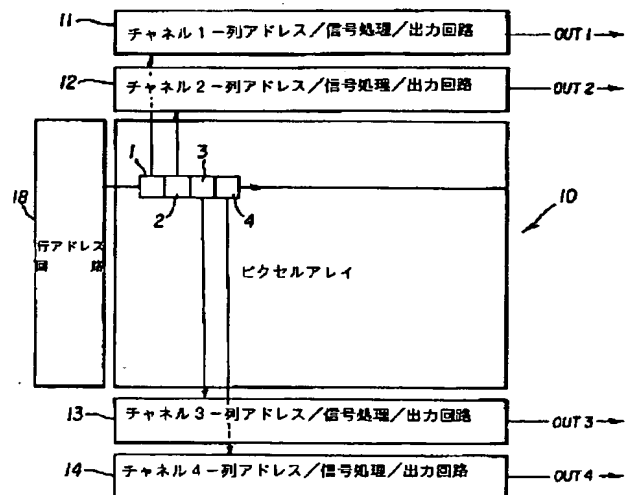 11
チャネル1ー列アドレス/信号処理/出力回路
OUT 1
12
チャネル2ー列アドレス/信号処理/出力回路
OUT 2
1
3
18
2
4
10
行アドレス
回路
ピクセルアレイ
13
チャネル3ー列アドレス/信号処理/出力回路
OUT 3
14
チャネル4ー列アドレス/信号処理/出力回路
OUT 4